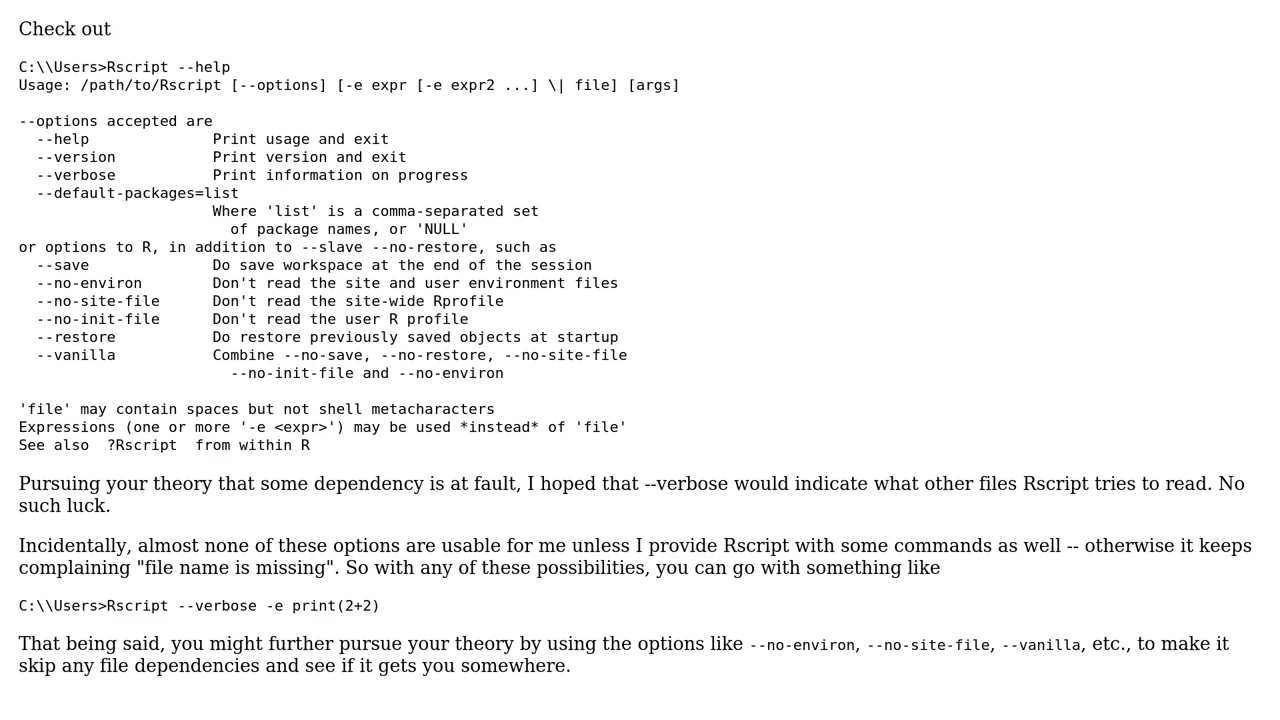 Check out
C:\\Users>Rscript --help
Usage: /path/to/Rscript [--options] [-e expr [-e expr2 ...] \| file] [args]
--options accepted are
  --help              Print usage and exit
  --version           Print version and exit
  --verbose           Print information on progress
  --default-packages=list
                      Where 'list' is a comma-separated set
                        of package names, or 'NULL'
or options to R, in addition to --slave --no-restore, such as
  --save              Do save workspace at the end of the session
  --no-environ        Don't read the site and user environment files
  --no-site-file      Don't read the site-wide Rprofile
  --no-init-file      Don't read the user R profile
  --restore           Do restore previously saved objects at startup
  --vanilla           Combine --no-save, --no-restore, --no-site-file
                        --no-init-file and --no-environ
'file' may contain spaces but not shell metacharacters
Expressions (one or more '-e <expr>') may be used *instead* of 'file'
See also  ?Rscript  from within R
Pursuing your theory that some dependency is at fault, I hoped that --verbose would indicate what other files Rscript tries to read. No
such luck.
Incidentally, almost none of these options are usable for me unless I provide Rscript with some commands as well -- otherwise it keeps
complaining "file name is missing". So with any of these possibilities, you can go with something like
C:\\Users>Rscript --verbose -e print(2+2)
That being said, you might further pursue your theory by using the options like --no-environ, --no-site-file, --vanilla, etc., to make it
skip any file dependencies and see if it gets you somewhere.